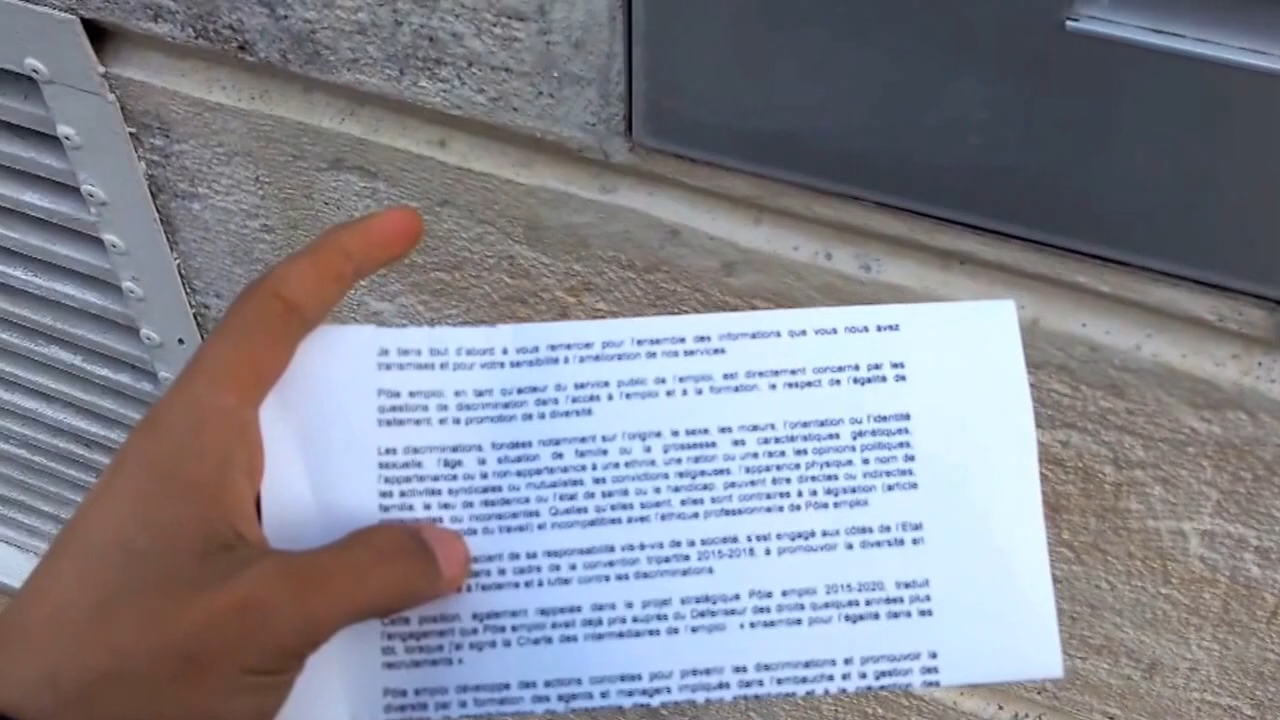 Je tiens tout d'abord à vous remercier pour l'ensemble des informations que vous nous avez
transmises et pour votre sensibilité à l'amélioration de nos services.
Pôle emploi, en tant qu'acteur du service public de l'emploi, est directement concerné par les
questions de discrimination dans l'accès à l'emploi et à la formation, le respect de l'égalité de
traitement, et la promotion de la diversité.
Les discriminations, fondées notamment sur l'origine, le sexe, les mœurs, l'orientation ou l'identité
sexuelle, l'âge, la situation de famille ou la grossesse, les caractéristiques génétiques,
l'appartenance ou la non-appartenance à une ethnie, une nation ou une race, les opinions politiques,
les activités syndicales ou mutualistes, les convictions religieuses, l'apparence physique, le nom de
famille, le lieu de résidence ou l'état de santé ou le handicap, peuvent être directes ou indirectes,
ou inconscientes. Quelles qu'elles soient, elles sont contraires à la législation (article
du travail) et incompatibles avec l'éthique professionnelle de Pôle emploi.
de sa responsabilité vis-à-vis de la société, s'est engagé aux côtés de l'Etat
dans le cadre de la convention tripartite 2015-2018, à promouvoir la diversité en
à l'externe et à lutter contre les discriminations.
Cette position, également rappelée dans le projet stratégique Pôle emploi 2015-2020, traduit
l'engagement que Pôle emploi avait déjà pris auprès du Défenseur des droits quelques années plus
tôt, lorsque j'ai signé la Charte des intermédiaires de l'emploi « ensemble pour l'égalité dans les
recrutements ».
Pôle emploi développe des actions concrètes pour prévenir les discriminations et promouvoir la
diversité par la formation des agents et managers impliqués dans l'embauche et la gestion des